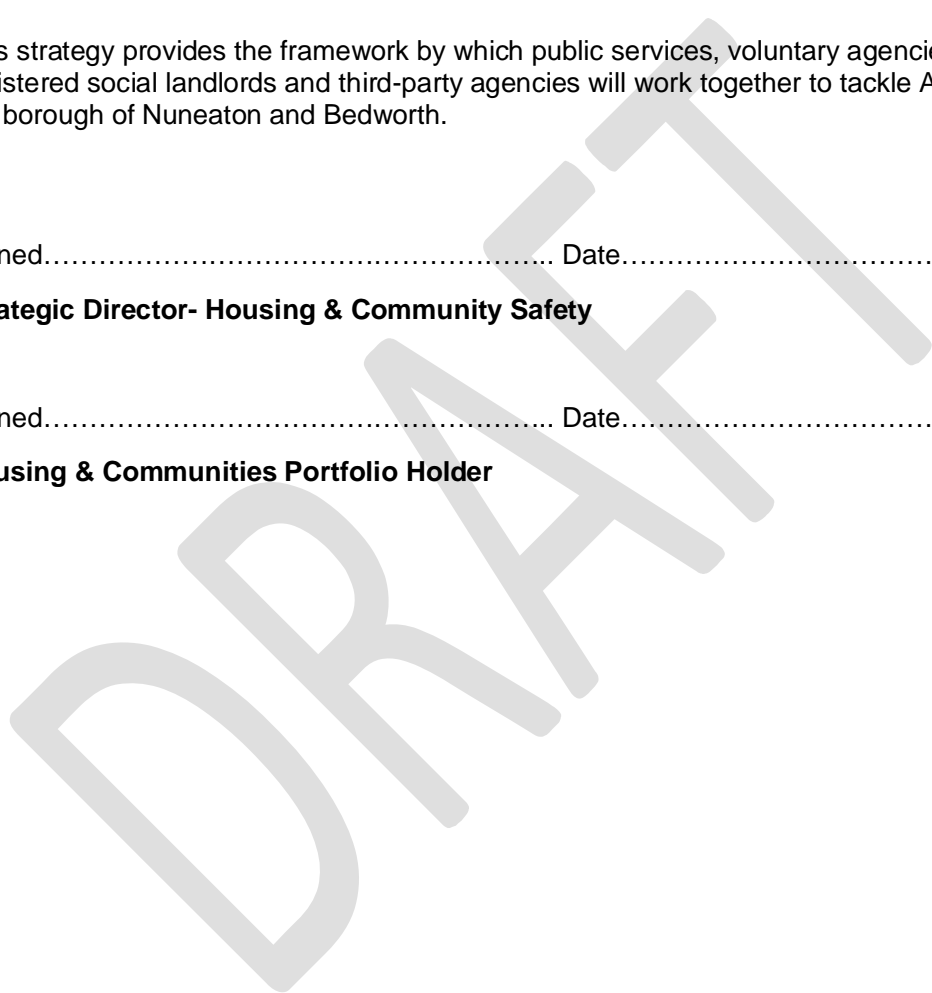 s strategy provides the framework by which public services, voluntary agencie
istered social landlords and third-party agencies will work together to tackle A
borough of Nuneaton and Bedworth.
ned…………………………………………….. Date……………………………
ategic Director- Housing & Community Safety
ned…………………………………………….. Date……………………………
using & Communities Portfolio Holder
DRAFT